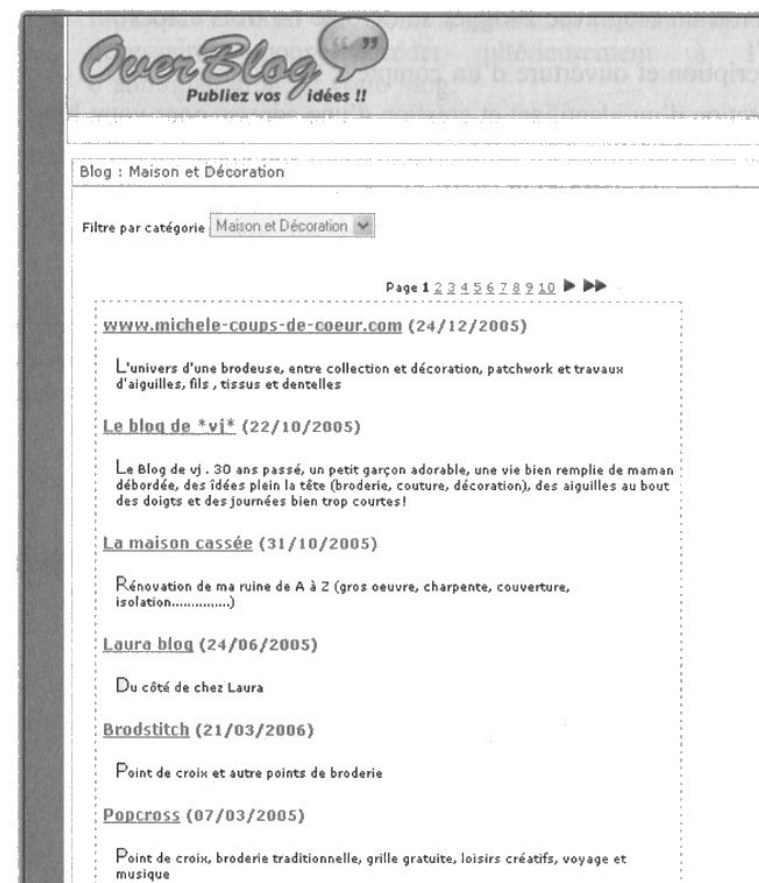 OverBlog
Publiez vos idées !!
Blog : Maison et Décoration
Filtre par catégorie Maison et Décoration
Page 1 2 3 4 5 6 7 8 9 10
www.michele-coups-de-coeur.com (24/12/2005)
L'univers d'une brodeuse, entre collection et décoration, patchwork et travaux
d'aiguilles, fils , tissus et dentelles
Le blog de *vj* (22/10/2005)
Le Blog de vj . 30 ans passé, un petit garçon adorable, une vie bien remplie de maman
débordée, des îdées plein la tête (broderie, couture, décoration), des aiguilles au bout
des doigts et des journées bien trop courtes!
La maison cassée (31/10/2005)
Rénovation de ma ruine de A à Z (gros oeuvre, charpente, couverture,
isolation...............)
Laura blog (24/06/2005)
Du côté de chez Laura
Brodstitch (21/03/2006)
Point de croix et autre points de broderie
Popcross (07/03/2005)
Point de croix, broderie traditionnelle, grille gratuite, loisirs créatifs, voyage et
musique